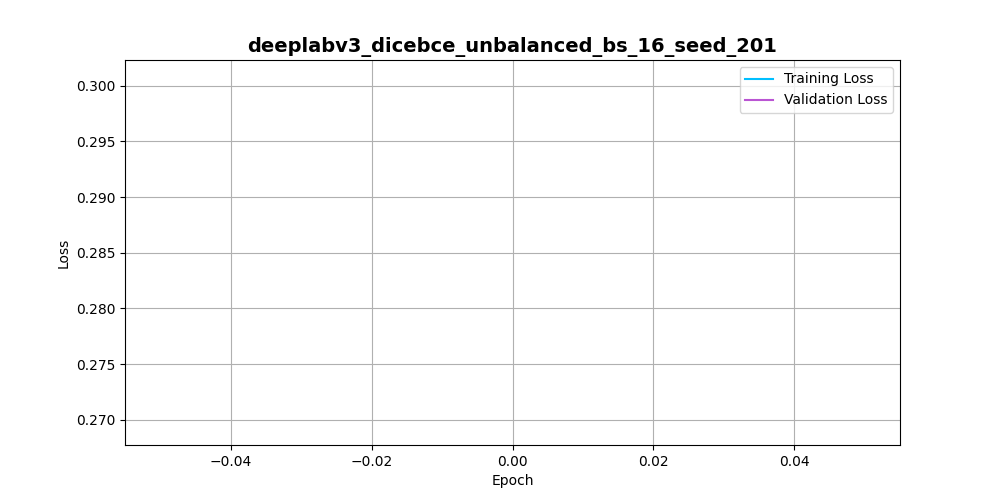 deeplabv3_dicebce_unbalanced_bs_16_seed_201
Training Loss
Validation Loss
0.300
0.295
0.290
0.285
0.280
0.275
0.270
Loss
−0.04
−0.02
0.00
0.02
0.04
Epoch